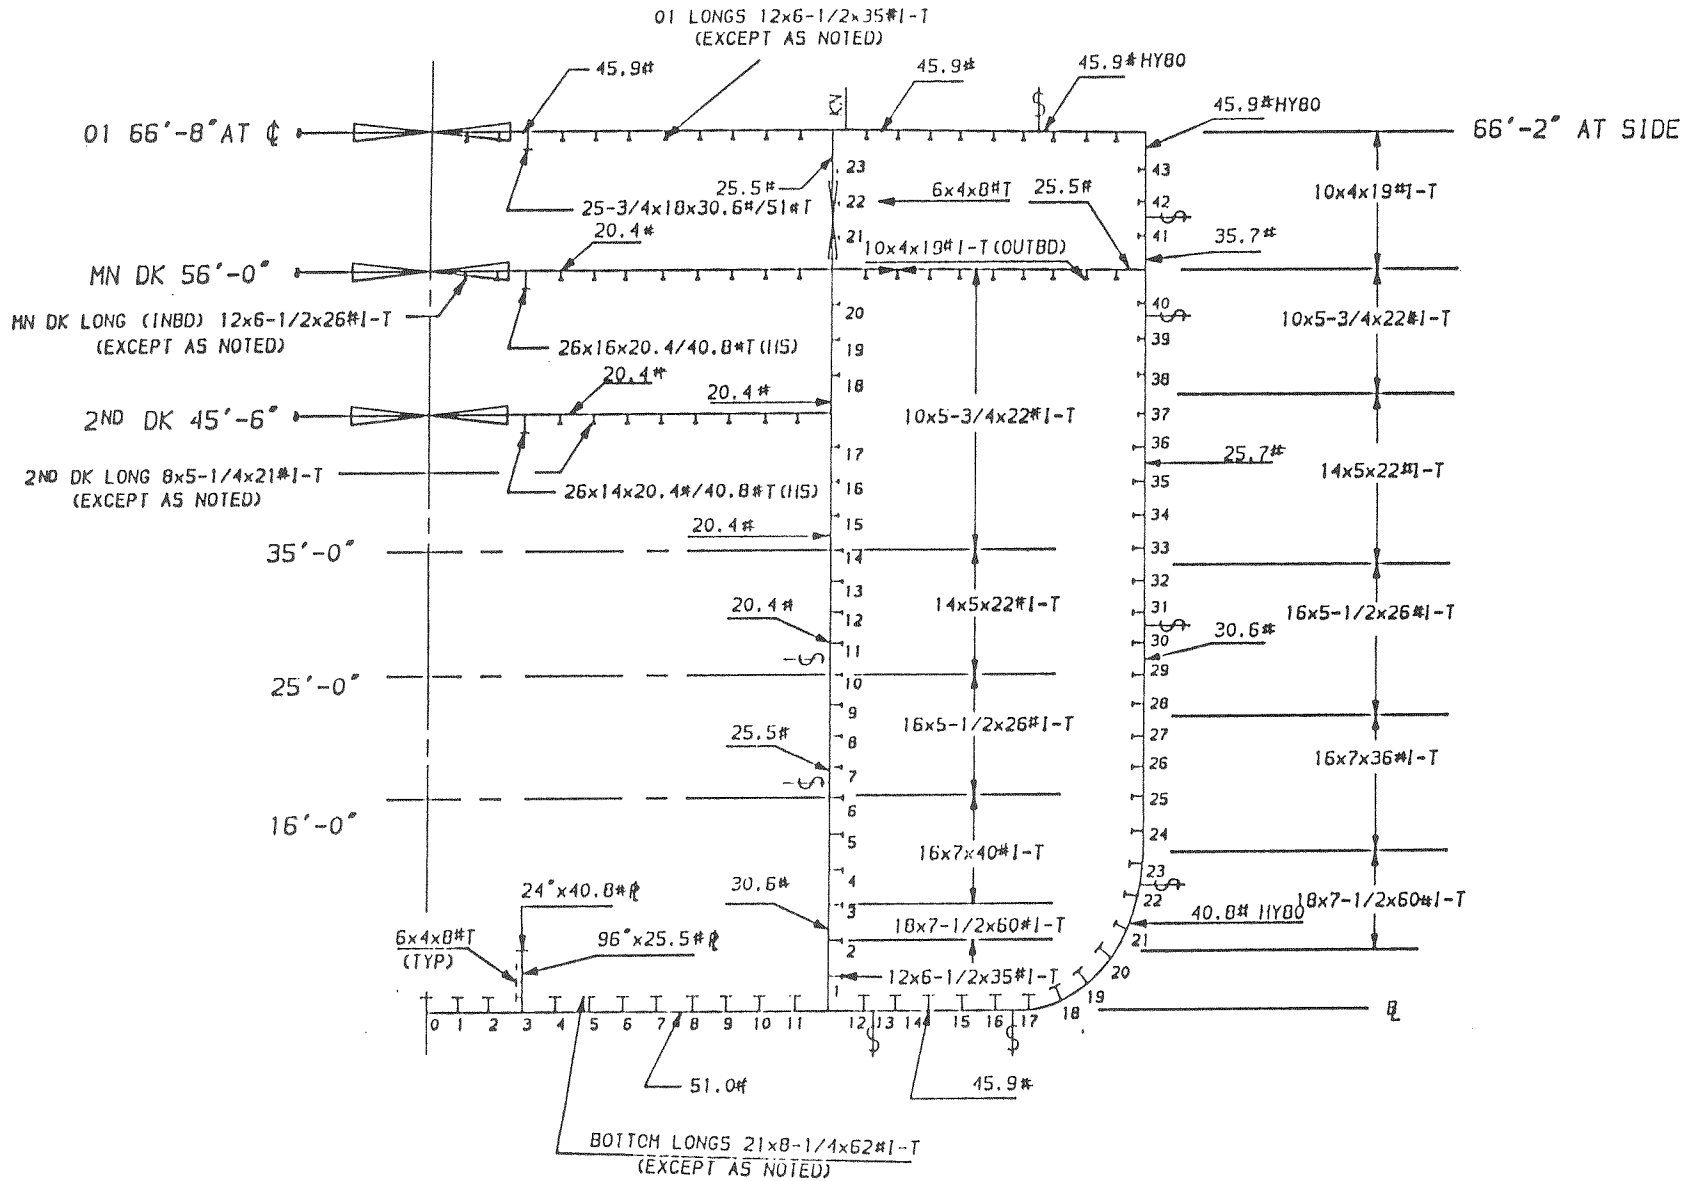 01 LONGS 12x6-1/2x35#I-T
(EXCEPT AS NOTED)
45.9#
45.9#
45.9# HY80
45.9# HY80
01 66'-8" AT ℄
66'-2" AT SIDE
23
43
25.5#
6x4x8#T
25.5#
10x4x19#I-T
22
42
25-3/4x18x30.6#/51#T
20.4#
21
41
35.7#
10x4x19#I-T (OUTBD)
MN DK 56'-0"
MN DK LONG (INBD) 12x6-1/2x26#I-T
(EXCEPT AS NOTED)
20
40
10x5-3/4x22#I-T
26x16x20.4/40.8#T(HS)
19
39
20.4#
20.4#
18
38
2ND DK 45'-6"
10x5-3/4x22#I-T
37
36
17
25.7#
14x5x22#I-T
2ND DK LONG 8x5-1/4x21#I-T
(EXCEPT AS NOTED)
26x14x20.4#/40.8#T(HS)
16
35
20.4#
15
34
35'-0"
14
33
13
32
20.4#
14x5x22#I-T
12
31
16x5-1/2x26#I-T
30
30.6#
11
29
25'-0"
10
28
9
25.5#
16x5-1/2x26#I-T
8
27
16x7x36#I-T
7
26
16'-0"
6
25
5
24
16x7x40#I-T
24"x40.8#℄
30.6#
4
23
3
22
18x7-1/2x60#I-T
40.8# HY80
6x4x8#T
(TYP)
96"x25.5#℄
18x7-1/2x60#I-T
2
21
12x6-1/2x35#I-T
20
1
19
18
℄
0 1 2 3 4 5 6 7 8 9 10 11 12 13 14 15 16 17
51.0#
45.9#
BOTTOM LONGS 21x8-1/4x62#I-T
(EXCEPT AS NOTED)